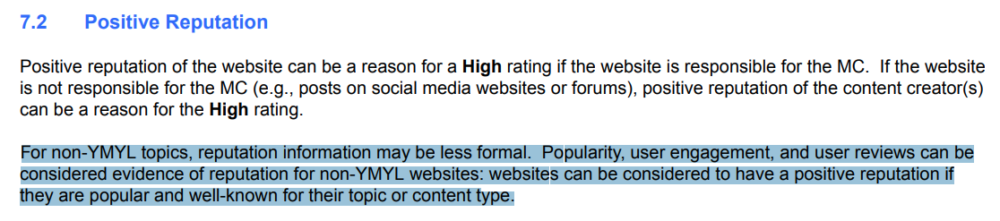 7.2 Positive Reputation
Positive reputation of the website can be a reason for a High rating if the website is responsible for the MC. If the website
is not responsible for the MC (e.g., posts on social media websites or forums), positive reputation of the content creator(s)
can be a reason for the High rating.
For non-YMYL topics, reputation information may be less formal. Popularity, user engagement, and user reviews can be
considered evidence of reputation for non-YMYL websites: websites can be considered to have a positive reputation if
they are popular and well-known for their topic or content type.